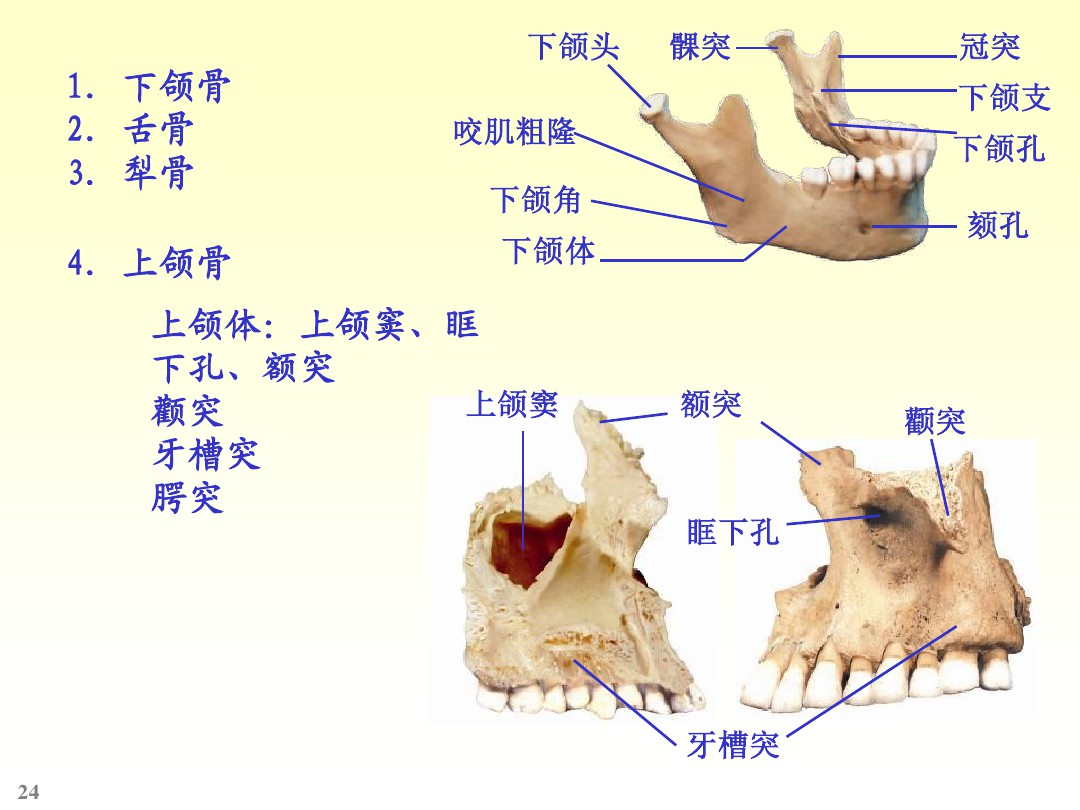 1. 下颌骨
2. 舌骨
3. 犁骨
4. 上颌骨
上颌体：上颌窦、眶
下孔、额突
颧突
牙槽突
腭突
下颌头
髁突
冠突
下颌支
咬肌粗隆
下颌孔
下颌角
颏孔
下颌体
上颌窦
额突
颧突
眶下孔
牙槽突
24